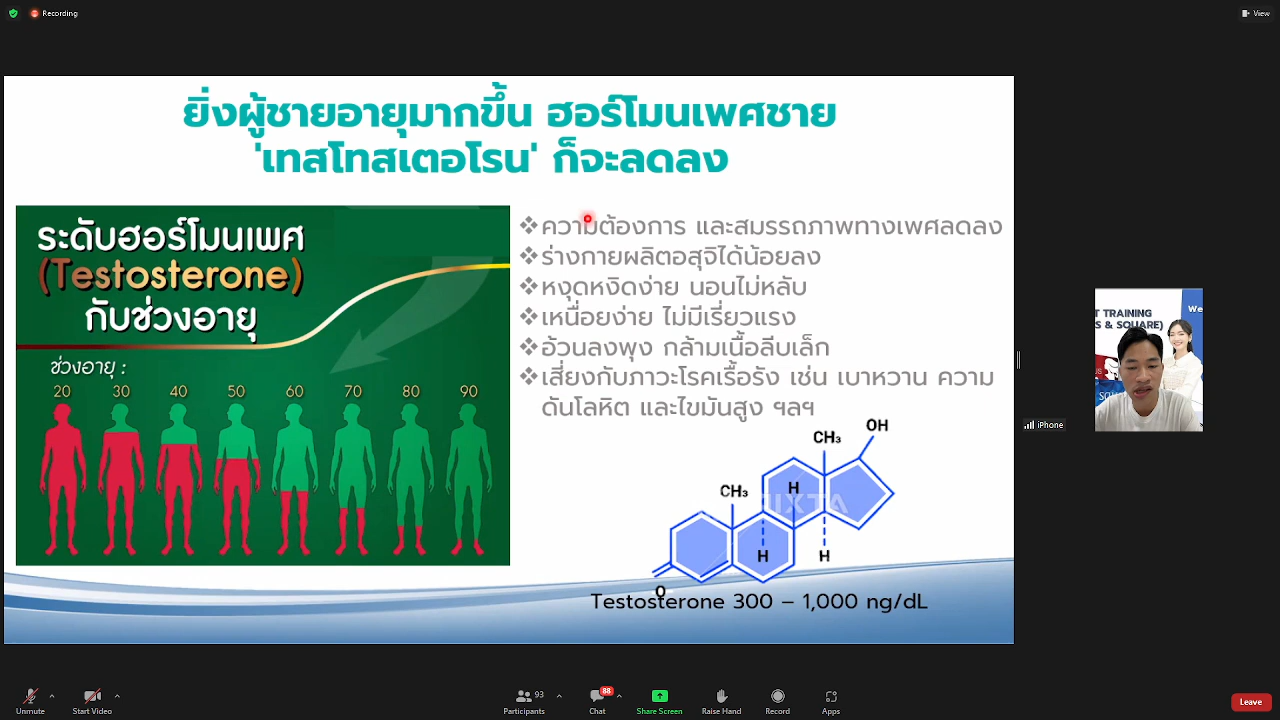 Recording
View
ยิ่งผู้ชายอายุมากขึ้น ฮอร์โมนเพศชาย
'เทสโทสเตอโรน' ก็จะลดลง
ระดับฮอร์โมนเพศ
(Testosterone)
กับช่วงอายุ
ช่วงอายุ :
20 30 40 50 60 70 80 90
❖ความต้องการ และสมรรถภาพทางเพศลดลง
❖ร่างกายผลิตอสุจิได้น้อยลง
❖หงุดหงิดง่าย นอนไม่หลับ
❖เหนื่อยง่าย ไม่มีเรี่ยวแรง
❖อ้วนลงพุง กล้ามเนื้อลีบเล็ก
❖เสี่ยงกับภาวะโรคเรื้อรัง เช่น เบาหวาน ความ
ดันโลหิต และไขมันสูง ฯลฯ
OH
CH₃
CH₃
H
H
H
O
Testosterone 300 – 1,000 ng/dL
T TRAINING
S & SQUARE)
We
iPhone
Unmute
Start Video
Participants
93
Chat
88
Share Screen
Raise Hand
Record
Apps
Leave